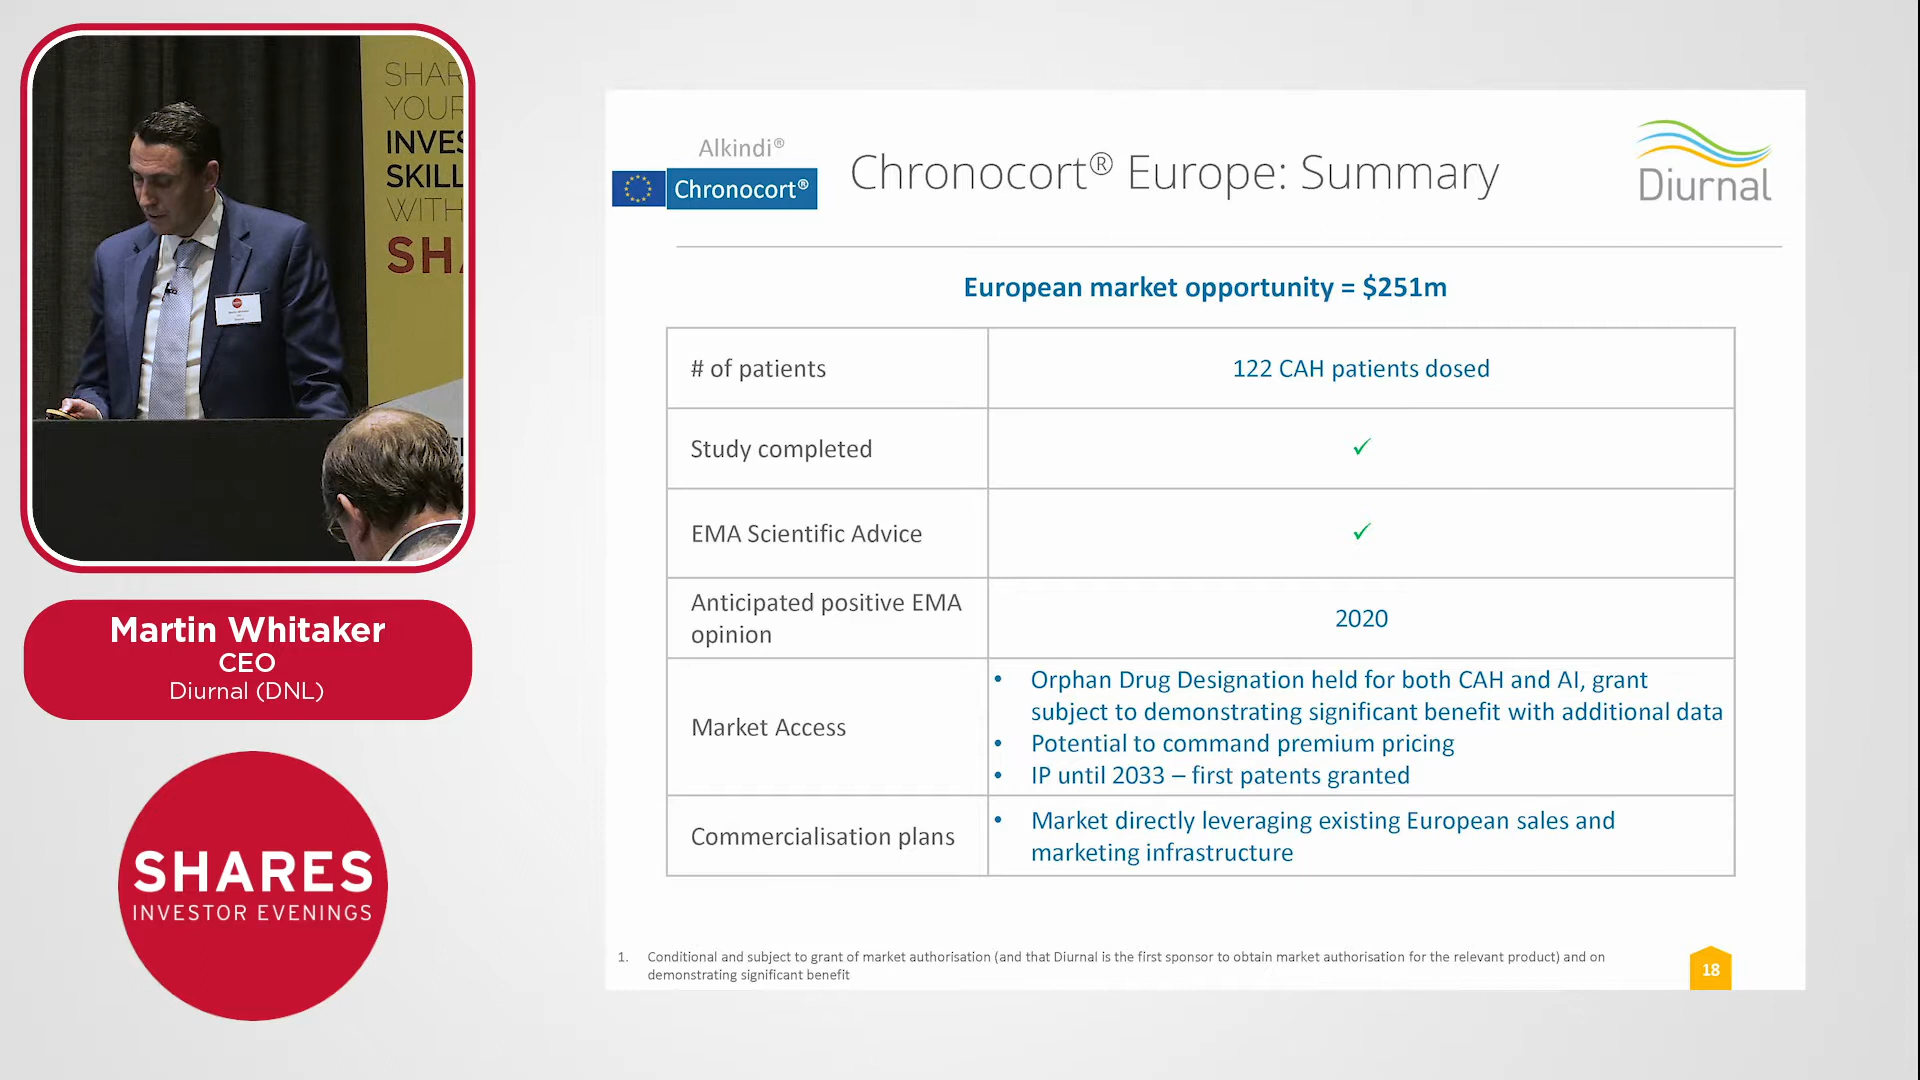 SHAR
YOUR
INVES
SKILL
WITH
SHA
Martin Whitaker
CEO
Diurnal (DNL)
SHARES
INVESTOR EVENINGS
Alkindi®
Chronocort®
Chronocort® Europe: Summary
Diurnal
European market opportunity = $251m
# of patients
122 CAH patients dosed
Study completed
✓
EMA Scientific Advice
✓
Anticipated positive EMA
opinion
2020
Market Access
• Orphan Drug Designation held for both CAH and AI, grant
subject to demonstrating significant benefit with additional data
• Potential to command premium pricing
• IP until 2033 – first patents granted
Commercialisation plans
• Market directly leveraging existing European sales and
marketing infrastructure
1. Conditional and subject to grant of market authorisation (and that Diurnal is the first sponsor to obtain market authorisation for the relevant product) and on
demonstrating significant benefit
18